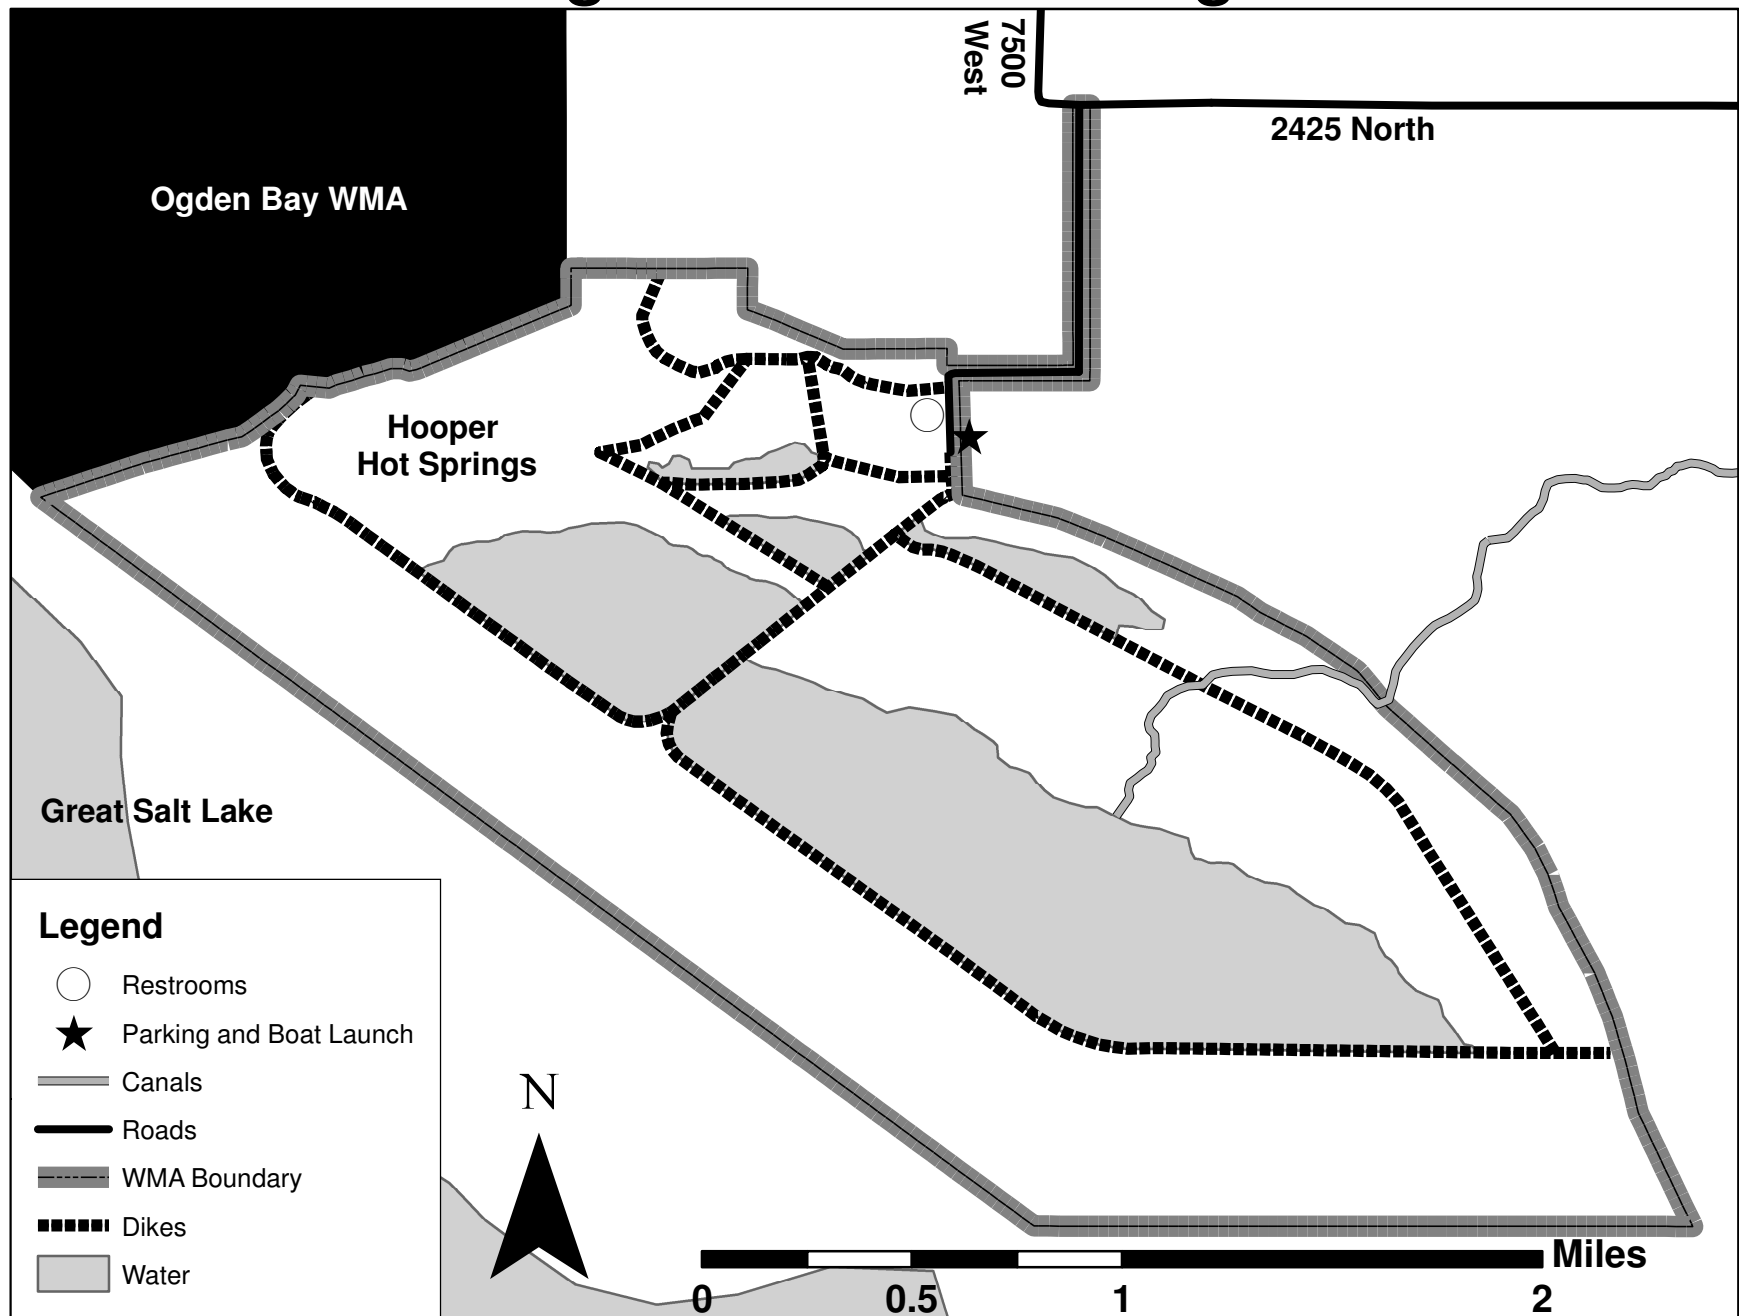 7500
West
2425 North
Ogden Bay WMA
Hooper
Hot Springs
Great Salt Lake
Legend
Restrooms
Parking and Boat Launch
Canals
Roads
WMA Boundary
Dikes
Water
N
Miles
0 0.5 1 2